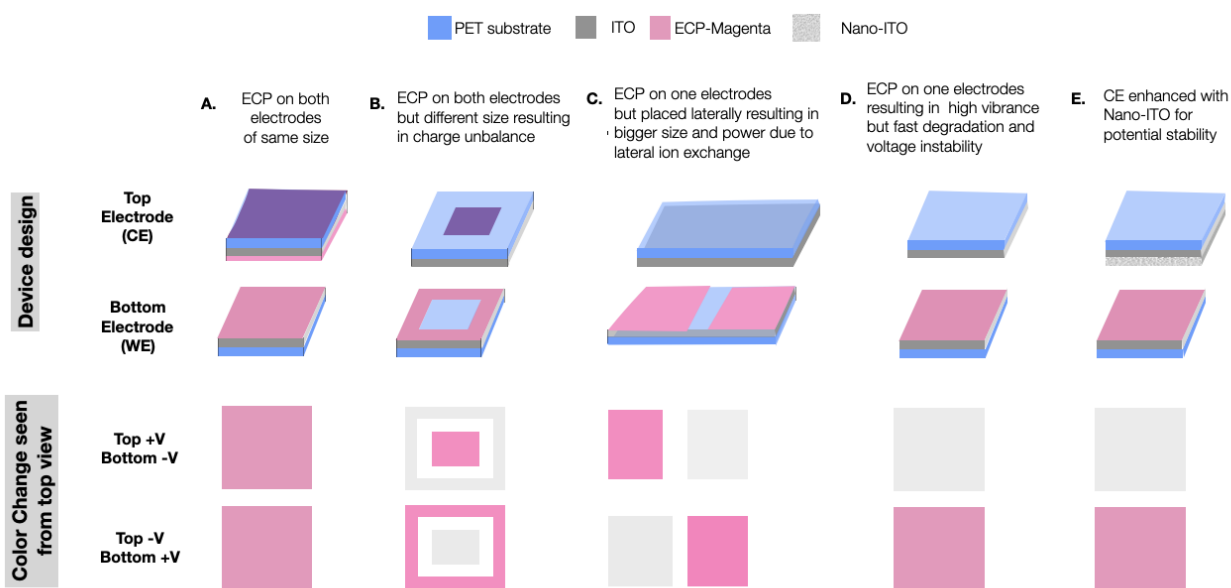 PET substrate
ITO
ECP-Magenta
Nano-ITO
A.
ECP on both
electrodes
of same size
B.
ECP on both electrodes
but different size resulting
in charge unbalance
C.
ECP on one electrodes
but placed laterally resulting in
bigger size and power due to
lateral ion exchange
D.
ECP on one electrodes
resulting in high vibrance
but fast degradation and
voltage instability
E.
CE enhanced with
Nano-ITO for
potential stability
Device design
Top
Electrode
(CE)
Bottom
Electrode
(WE)
Color Change seen
from top view
Top +V
Bottom -V
Top -V
Bottom +V